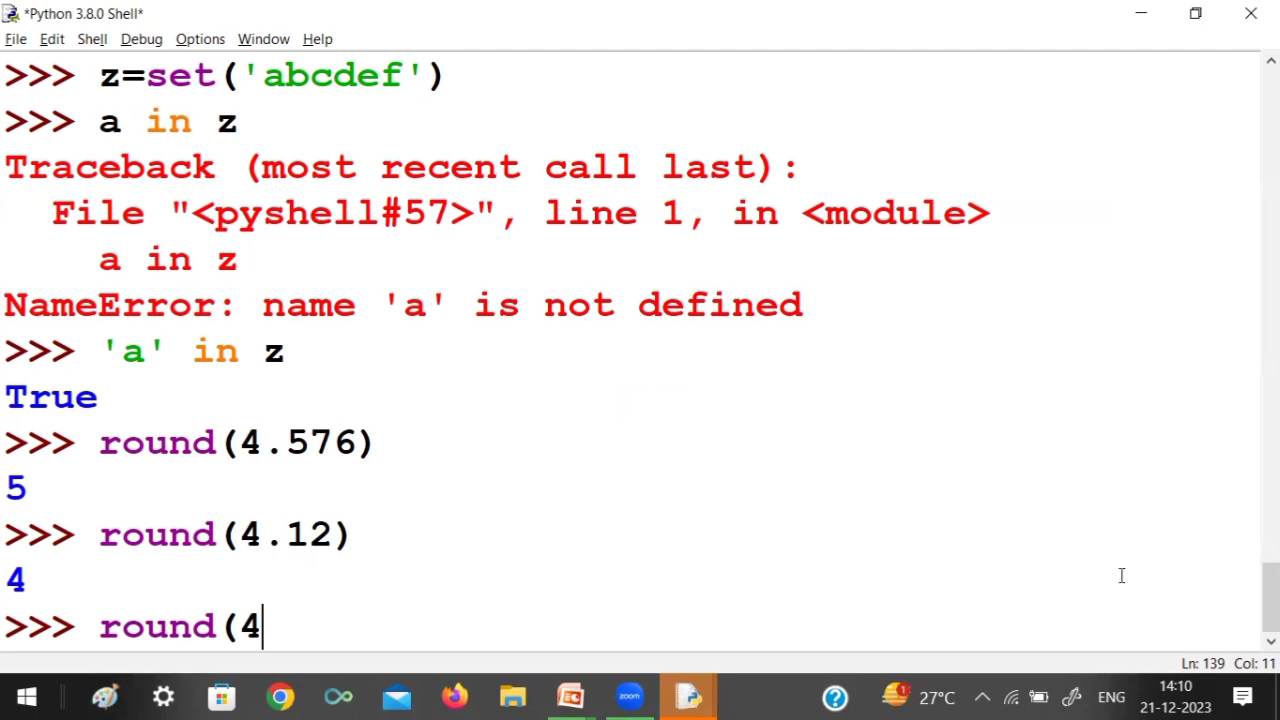 *Python 3.8.0 Shell*
File Edit Shell Debug Options Window Help
>>> z=set('abcdef')
>>> a in z
Traceback (most recent call last):
  File "<pyshell#57>", line 1, in <module>
    a in z
NameError: name 'a' is not defined
>>> 'a' in z
True
>>> round(4.576)
5
>>> round(4.12)
4
>>> round(4
Ln: 139 Col: 11
zoom
1
27°C
ENG
14:10
21-12-2023